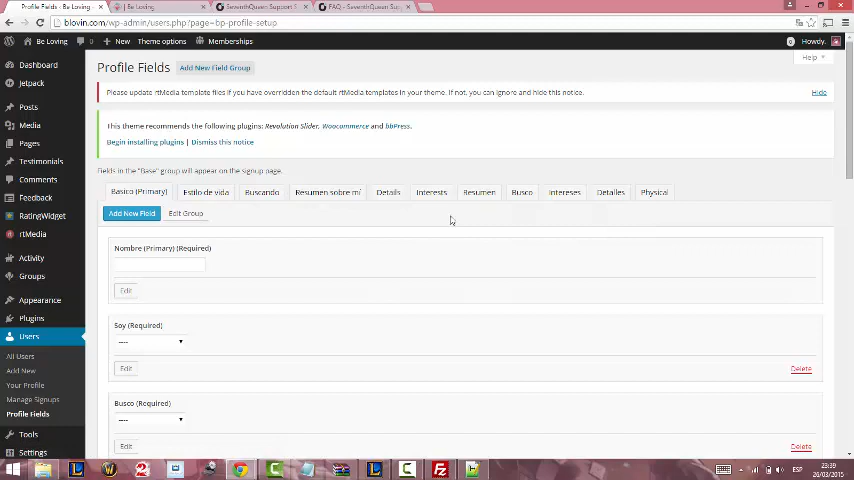 Profile Fields - Be Loving
Be Loving
SeventhQueen Support S
FAQ - SeventhQueen Sup
blovin.com/wp-admin/users.php?page=bp-profile-setup
Be Loving 0 New Theme options Memberships 0 Howdy,
Help
Dashboard
Jetpack
Posts
Media
Pages
Testimonials
Comments
Feedback
RatingWidget
rtMedia
Activity
Groups
Appearance
Plugins
Users
All Users
Add New
Your Profile
Manage Signups
Profile Fields
Tools
Settings
Profile Fields Add New Field Group
Please update rtMedia template files if you have overridden the default rtMedia templates in your theme. If not, you can ignore and hide this notice. Hide
This theme recommends the following plugins: Revolution Slider, Woocommerce and bbPress.
Begin installing plugins | Dismiss this notice
Fields in the "Base" group will appear on the signup page.
Basico (Primary) Estilo de vida Buscando Resumen sobre mí Details Interests Resumen Busco Intereses Detalles Physical
Add New Field Edit Group
Nombre (Primary) (Required)
Edit
Soy (Required)
----
Edit Delete
Busco (Required)
----
Edit Delete
ESP
23:39
26/03/2015